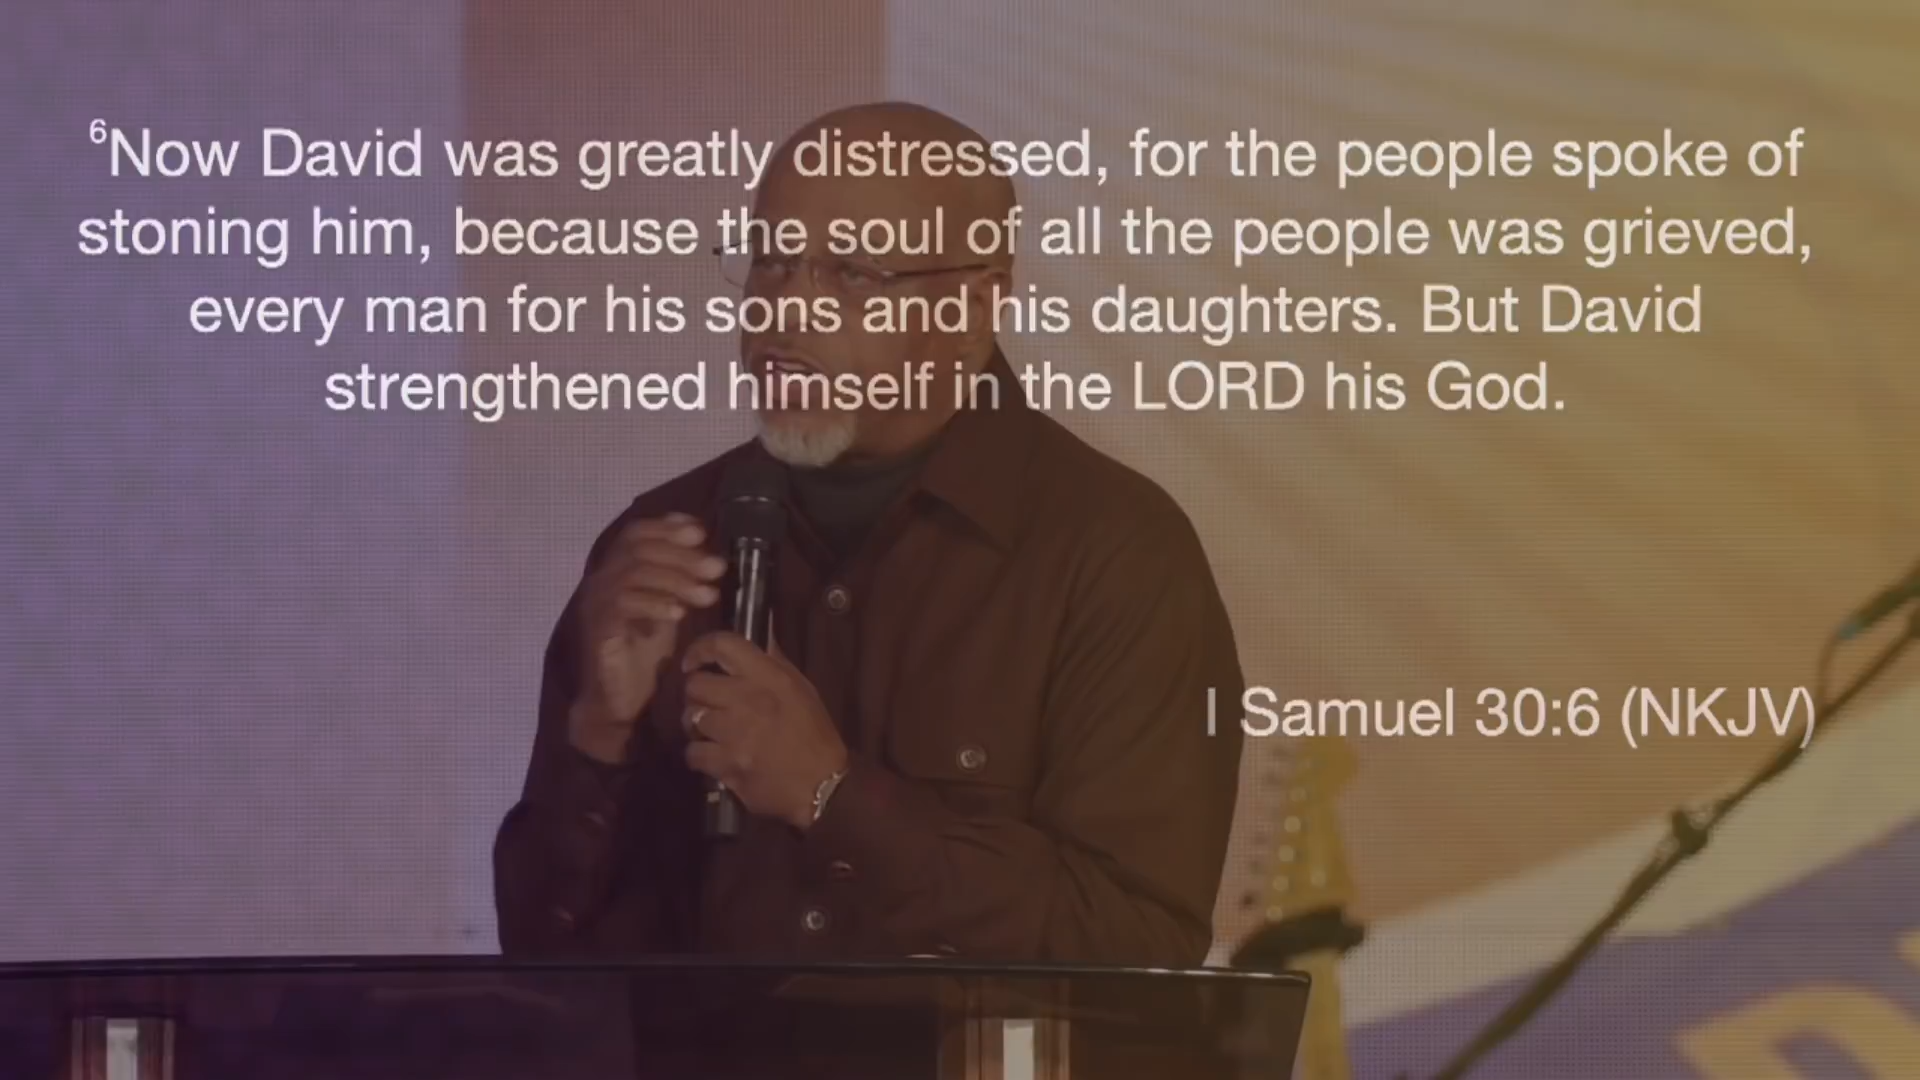 ⁶Now David was greatly distressed, for the people spoke of
stoning him, because the soul of all the people was grieved,
every man for his sons and his daughters. But David
strengthened himself in the LORD his God.
I Samuel 30:6 (NKJV)